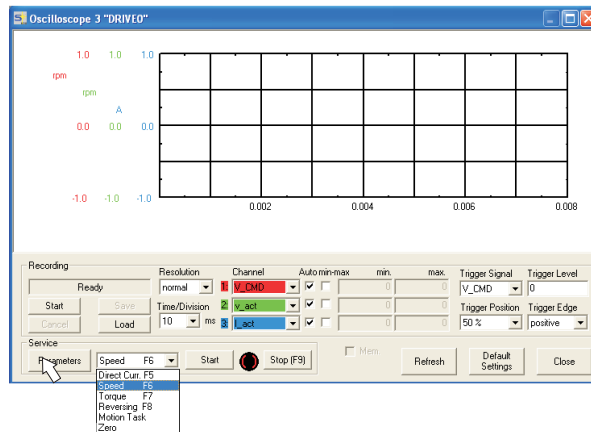 Oscilloscope 3 "DRIVE0"
1.0 1.0 1.0
rpm
rpm
A
0.0 0.0 0.0
-1.0 -1.0 -1.0
0.002 0.004 0.006 0.008
Recording
Ready
Start Save
Cancel Load
Resolution
normal
Time/Division
10 ms
Channel Auto min-max min. max.
1: V_CMD 0 0
2: v_act 0 0
3: I_act 0 0
Trigger Signal Trigger Level
V_CMD 0
Trigger Position Trigger Edge
50 % positive
Service
Parameters Speed F6 Start Stop (F9) Mem Refresh Default Settings Close
Direct Curr. F5
Speed F6
Torque F7
Reversing F8
Motion Task
Zero